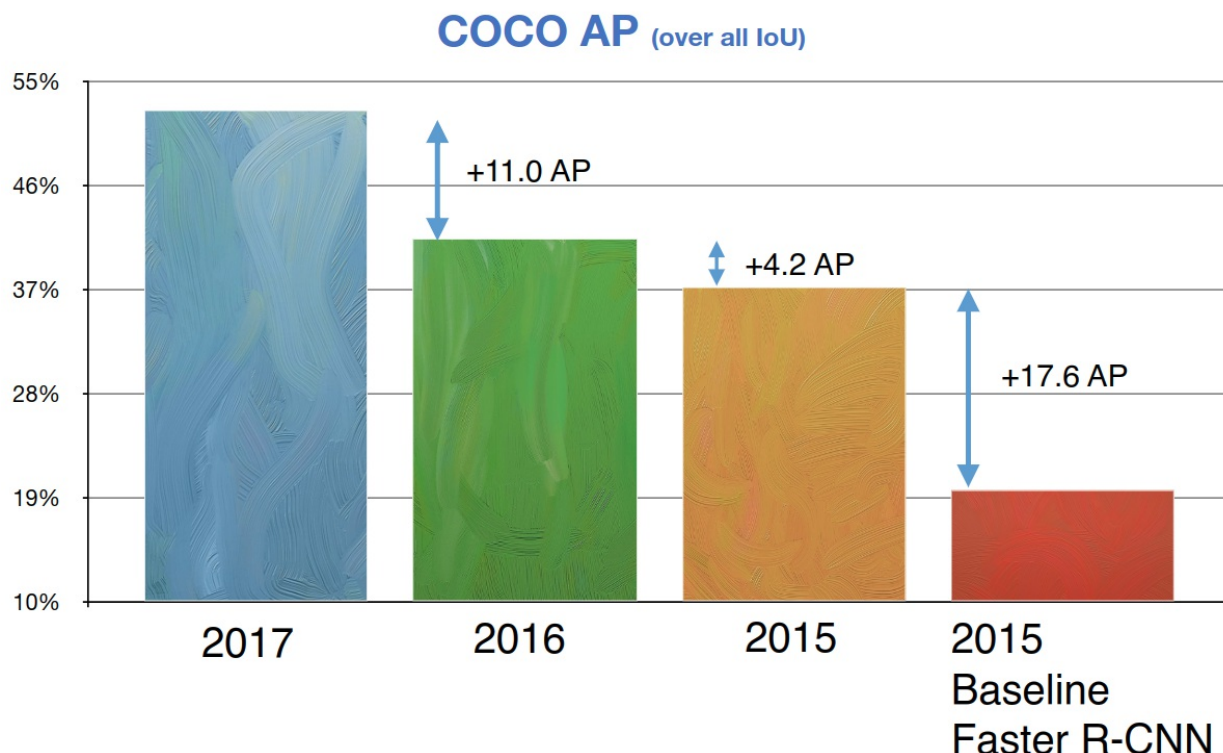 COCO AP (over all IoU)
55%
46%
37%
28%
19%
10%
+11.0 AP
+4.2 AP
+17.6 AP
2017
2016
2015
2015
Baseline
Faster R-CNN